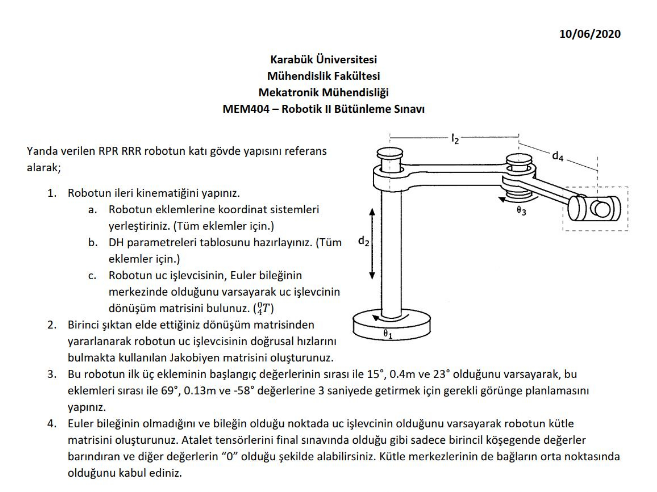 10/06/2020
Karabük Üniversitesi
Mühendislik Fakültesi
Mekatronik Mühendisliği
MEM404 – Robotik II Bütünleme Sınavı
Yanda verilen RPR RRR robotun katı gövde yapısını referans
alarak;
1. Robotun ileri kinematiğini yapınız.
a. Robotun eklemlerine koordinat sistemleri
yerleştiriniz. (Tüm eklemler için.)
b. DH parametreleri tablosunu hazırlayınız. (Tüm
eklemler için.)
c. Robotun uc işlevcisinin, Euler bileğinin
merkezinde olduğunu varsayarak uc işlevcinin
dönüşüm matrisini bulunuz. (⁰₄T)
2. Birinci şıktan elde ettiğiniz dönüşüm matrisinden
yararlanarak robotun uc işlevcisinin doğrusal hızlarını
bulmakta kullanılan Jakobiyen matrisini oluşturunuz.
3. Bu robotun ilk üç ekleminin başlangıç değerlerinin sırası ile 15°, 0.4m ve 23° olduğunu varsayarak, bu
eklemleri sırası ile 69°, 0.13m ve -58° değerlerine 3 saniyede getirmek için gerekli görünge planlamasını
yapınız.
4. Euler bileğinin olmadığını ve bileğin olduğu noktada uc işlevcinin olduğunu varsayarak robotun kütle
matrisini oluşturunuz. Atalet tensörlerini final sınavında olduğu gibi sadece birincil köşegende değerler
barındıran ve diğer değerlerin "0" olduğu şekilde alabilirsiniz. Kütle merkezlerinin de bağların orta noktasında
olduğunu kabul ediniz.
l₂
d₄
θ₃
d₂
θ₁